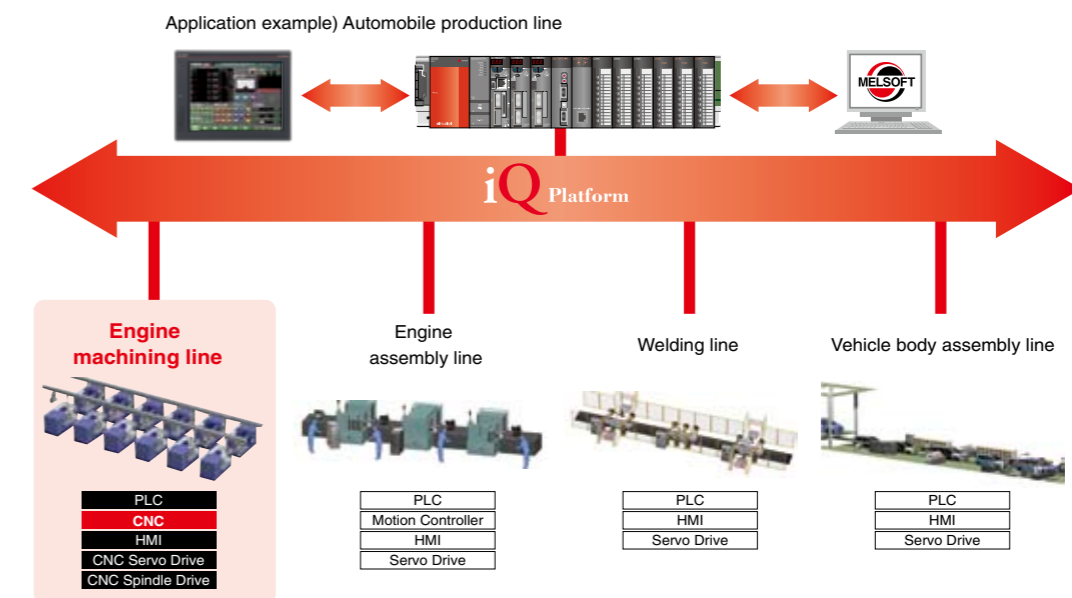 Application example) Automobile production line
MELSOFT
iQ Platform
Engine
machining line
PLC
CNC
HMI
CNC Servo Drive
CNC Spindle Drive
Engine
assembly line
PLC
Motion Controller
HMI
Servo Drive
Welding line
PLC
HMI
Servo Drive
Vehicle body assembly line
PLC
HMI
Servo Drive